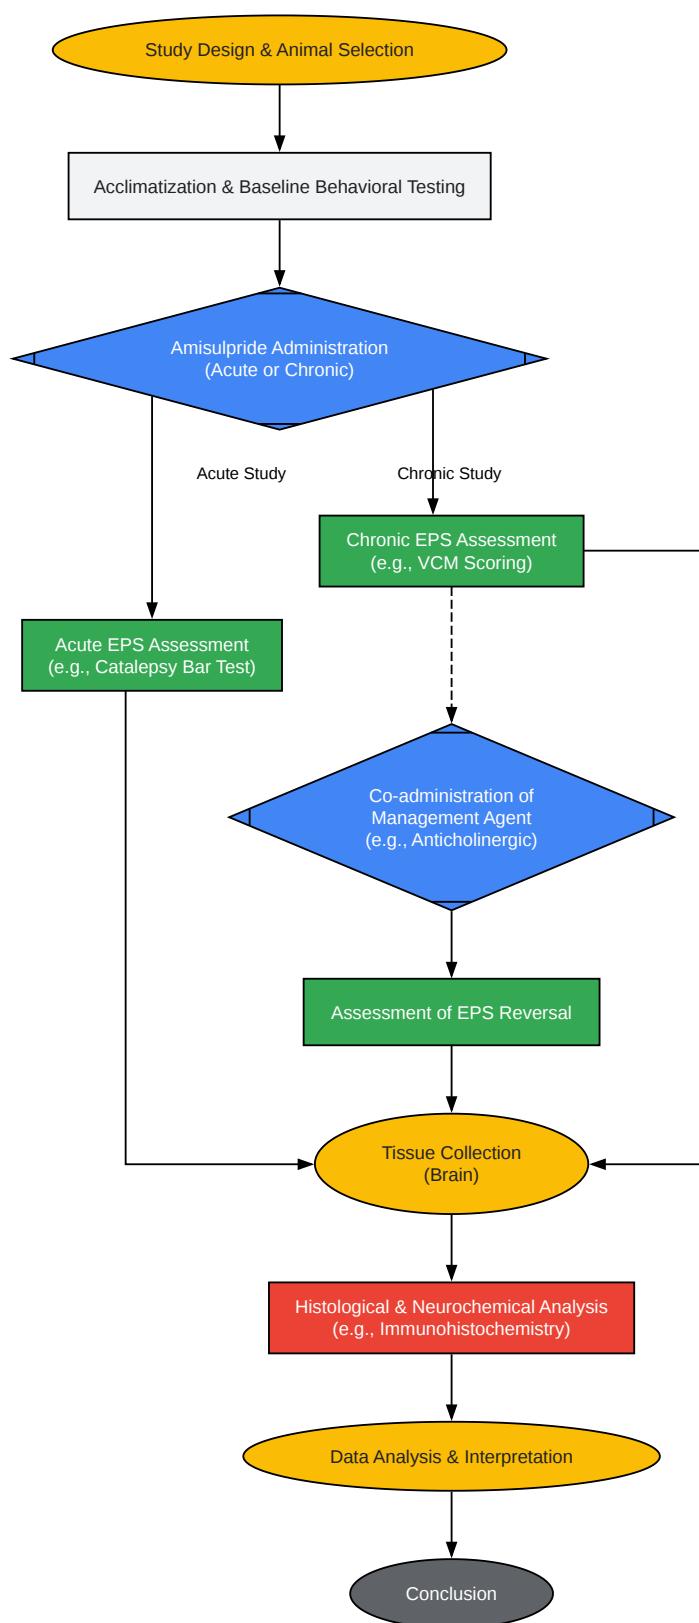 Study Design & Animal Selection
Acclimatization & Baseline Behavioral Testing
Amisulpride Administration
(Acute or Chronic)
Acute Study
Chronic Study
Chronic EPS Assessment
(e.g., VCM Scoring)
Acute EPS Assessment
(e.g., Catalepsy Bar Test)
Co-administration of
Management Agent
(e.g., Anticholinergic)
Assessment of EPS Reversal
Tissue Collection
(Brain)
Histological & Neurochemical Analysis
(e.g., Immunohistochemistry)
Data Analysis & Interpretation
Conclusion